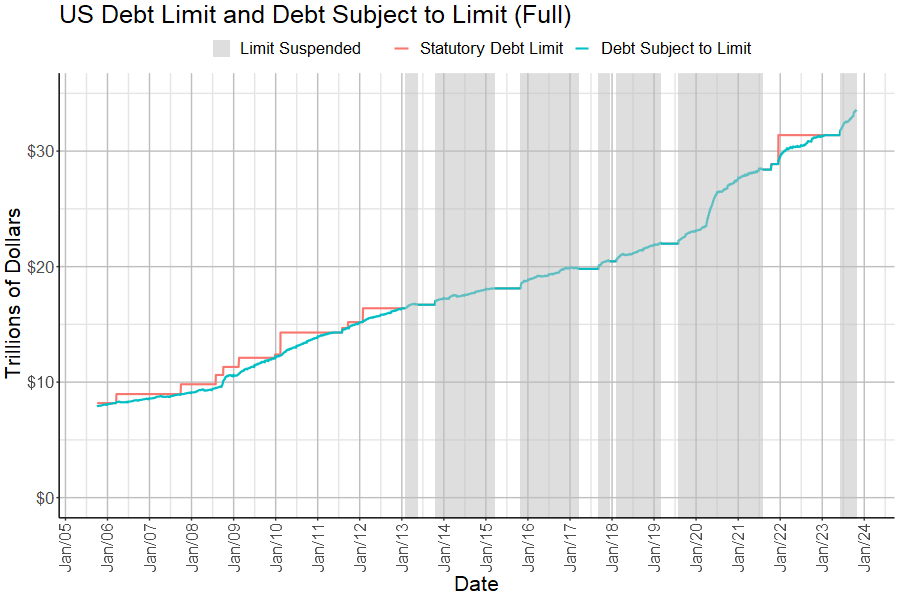 US Debt Limit and Debt Subject to Limit (Full)
Limit Suspended Statutory Debt Limit Debt Subject to Limit
Trillions of Dollars
$30
$20
$10
$0
Jan/05 Jan/06 Jan/07 Jan/08 Jan/09 Jan/10 Jan/11 Jan/12 Jan/13 Jan/14 Jan/15 Jan/16 Jan/17 Jan/18 Jan/19 Jan/20 Jan/21 Jan/22 Jan/23 Jan/24
Date